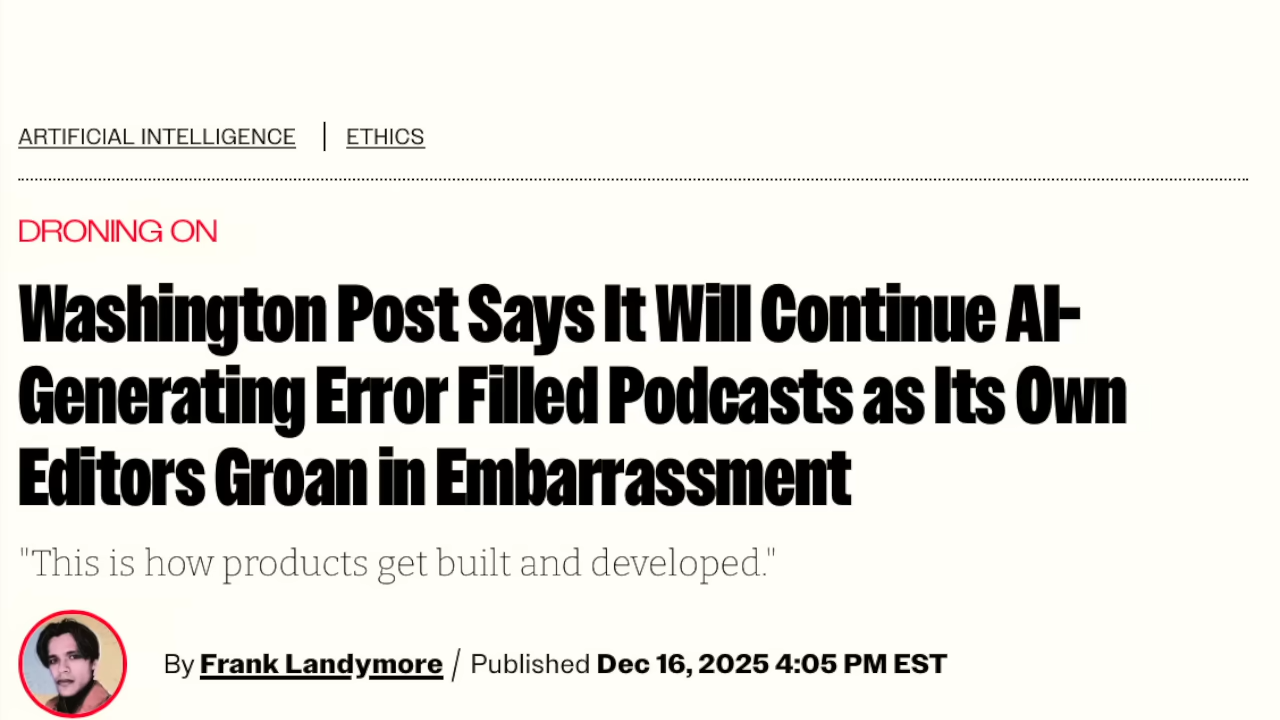 ARTIFICIAL INTELLIGENCE | ETHICS
DRONING ON
Washington Post Says It Will Continue AI-
Generating Error Filled Podcasts as Its Own
Editors Groan in Embarrassment
"This is how products get built and developed."
By Frank Landymore / Published Dec 16, 2025 4:05 PM EST